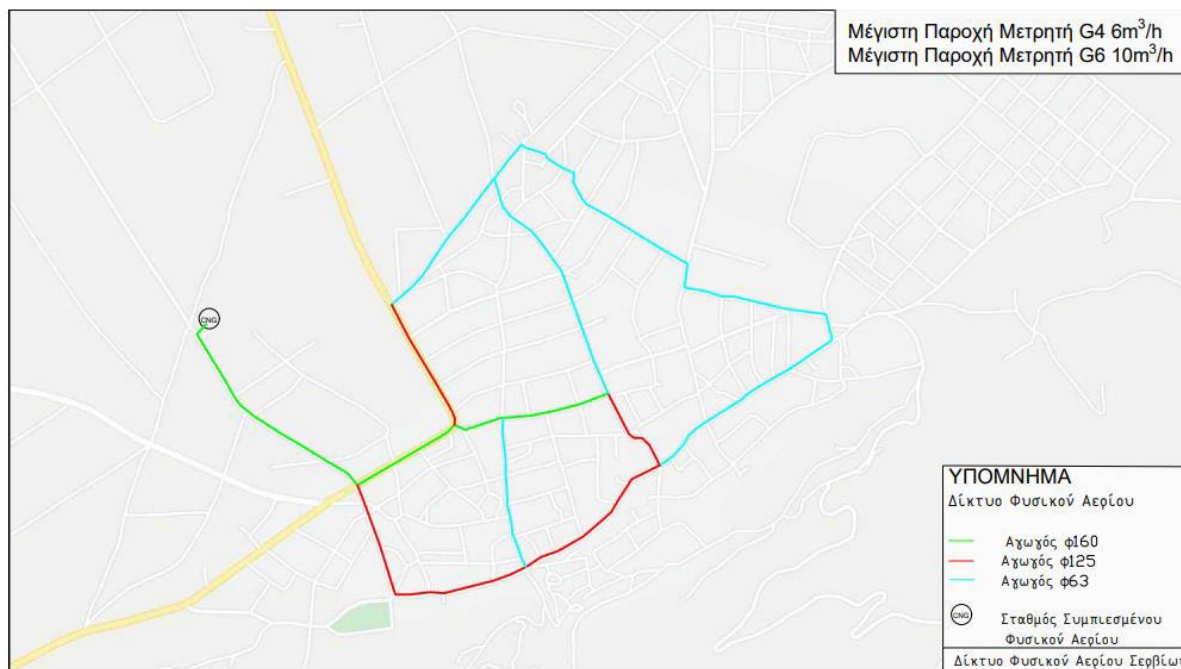 Μέγιστη Παροχή Μετρητή G4 6m³/h
Μέγιστη Παροχή Μετρητή G6 10m³/h
CNG
ΥΠΟΜΝΗΜΑ
Δίκτυο Φυσικού Αερίου
Αγωγός φ160
Αγωγός φ125
Αγωγός φ63
CNG Σταθμός Συμπιεσμένου
Φυσικού Αερίου
Δίκτυο Φυσικού Αερίου Σερβίων